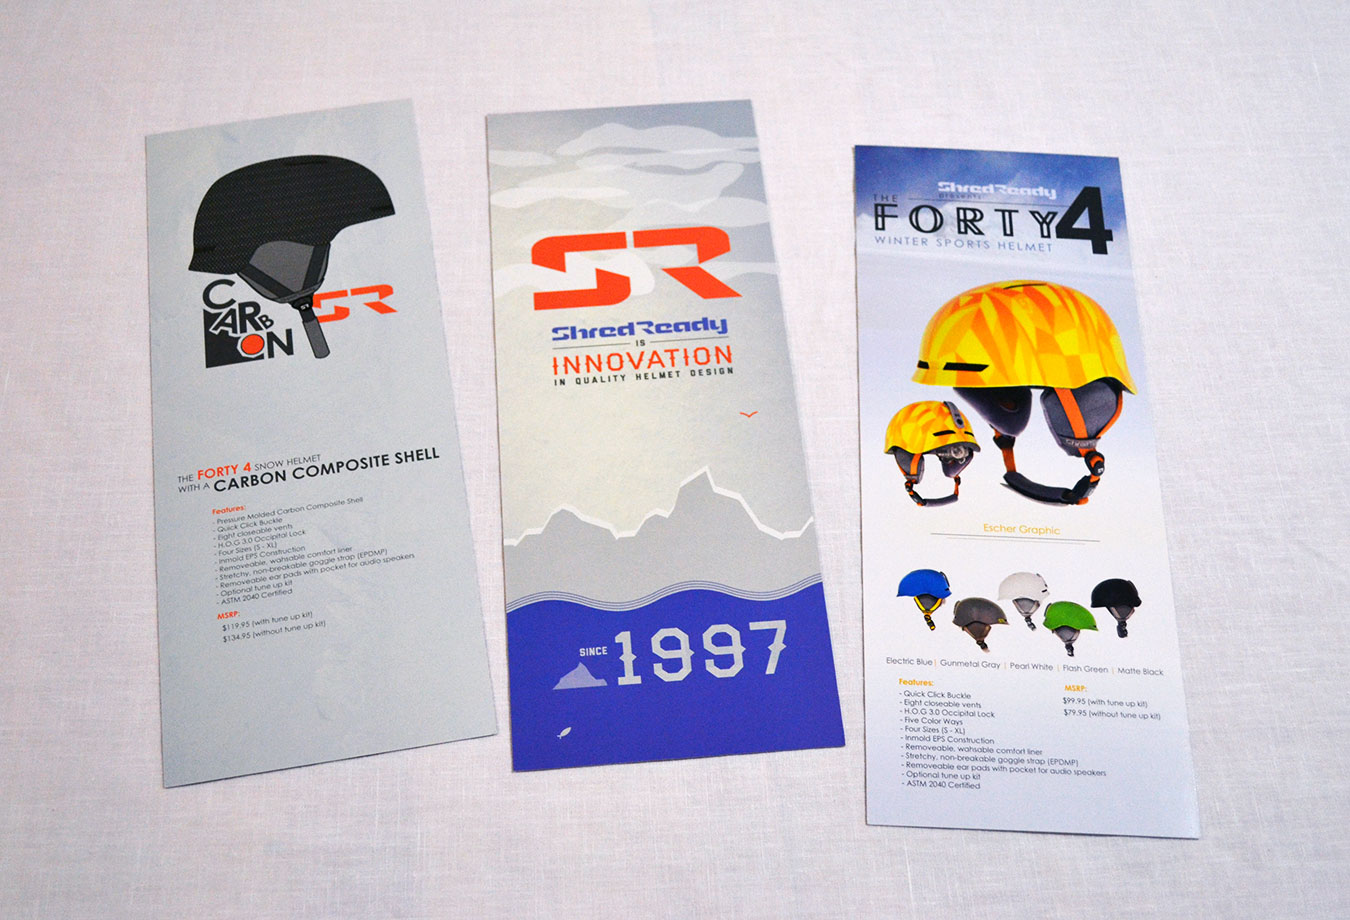 CARBON
SR
THE FORTY 4 SNOW HELMET
WITH A CARBON COMPOSITE SHELL
Features:
- Pressure Molded Carbon Composite Shell
- Quick Click Buckle
- Eight closeable vents
- H.O.G 3.0 Occipital Lock
- Four Sizes (S - XL)
- Inmold EPS Construction
- Removeable, wahsable comfort liner
- Stretchy, non-breakable goggle strap (EPDMP)
- Removeable ear pads with pocket for audio speakers
- Optional tune up kit
- ASTM 2040 Certified
MSRP:
$119.95 (with tune up kit)
$134.95 (without tune up kit)
SR
ShredReady
IS
INNOVATION
IN QUALITY HELMET DESIGN
SINCE 1997
ShredReady
presents
THE
FORTY4
WINTER SPORTS HELMET
Escher Graphic
Electric Blue | Gunmetal Gray | Pearl White | Flash Green | Matte Black
Features:
- Quick Click Buckle
- Eight closeable vents
- H.O.G 3.0 Occipital Lock
- Five Color Ways
- Four Sizes (S - XL)
- Inmold EPS Construction
- Removeable, wahsable comfort liner
- Stretchy, non-breakable goggle strap (EPDMP)
- Removeable ear pads with pocket for audio speakers
- Optional tune up kit
- ASTM 2040 Certified
MSRP:
$99.95 (with tune up kit)
$79.95 (without tune up kit)